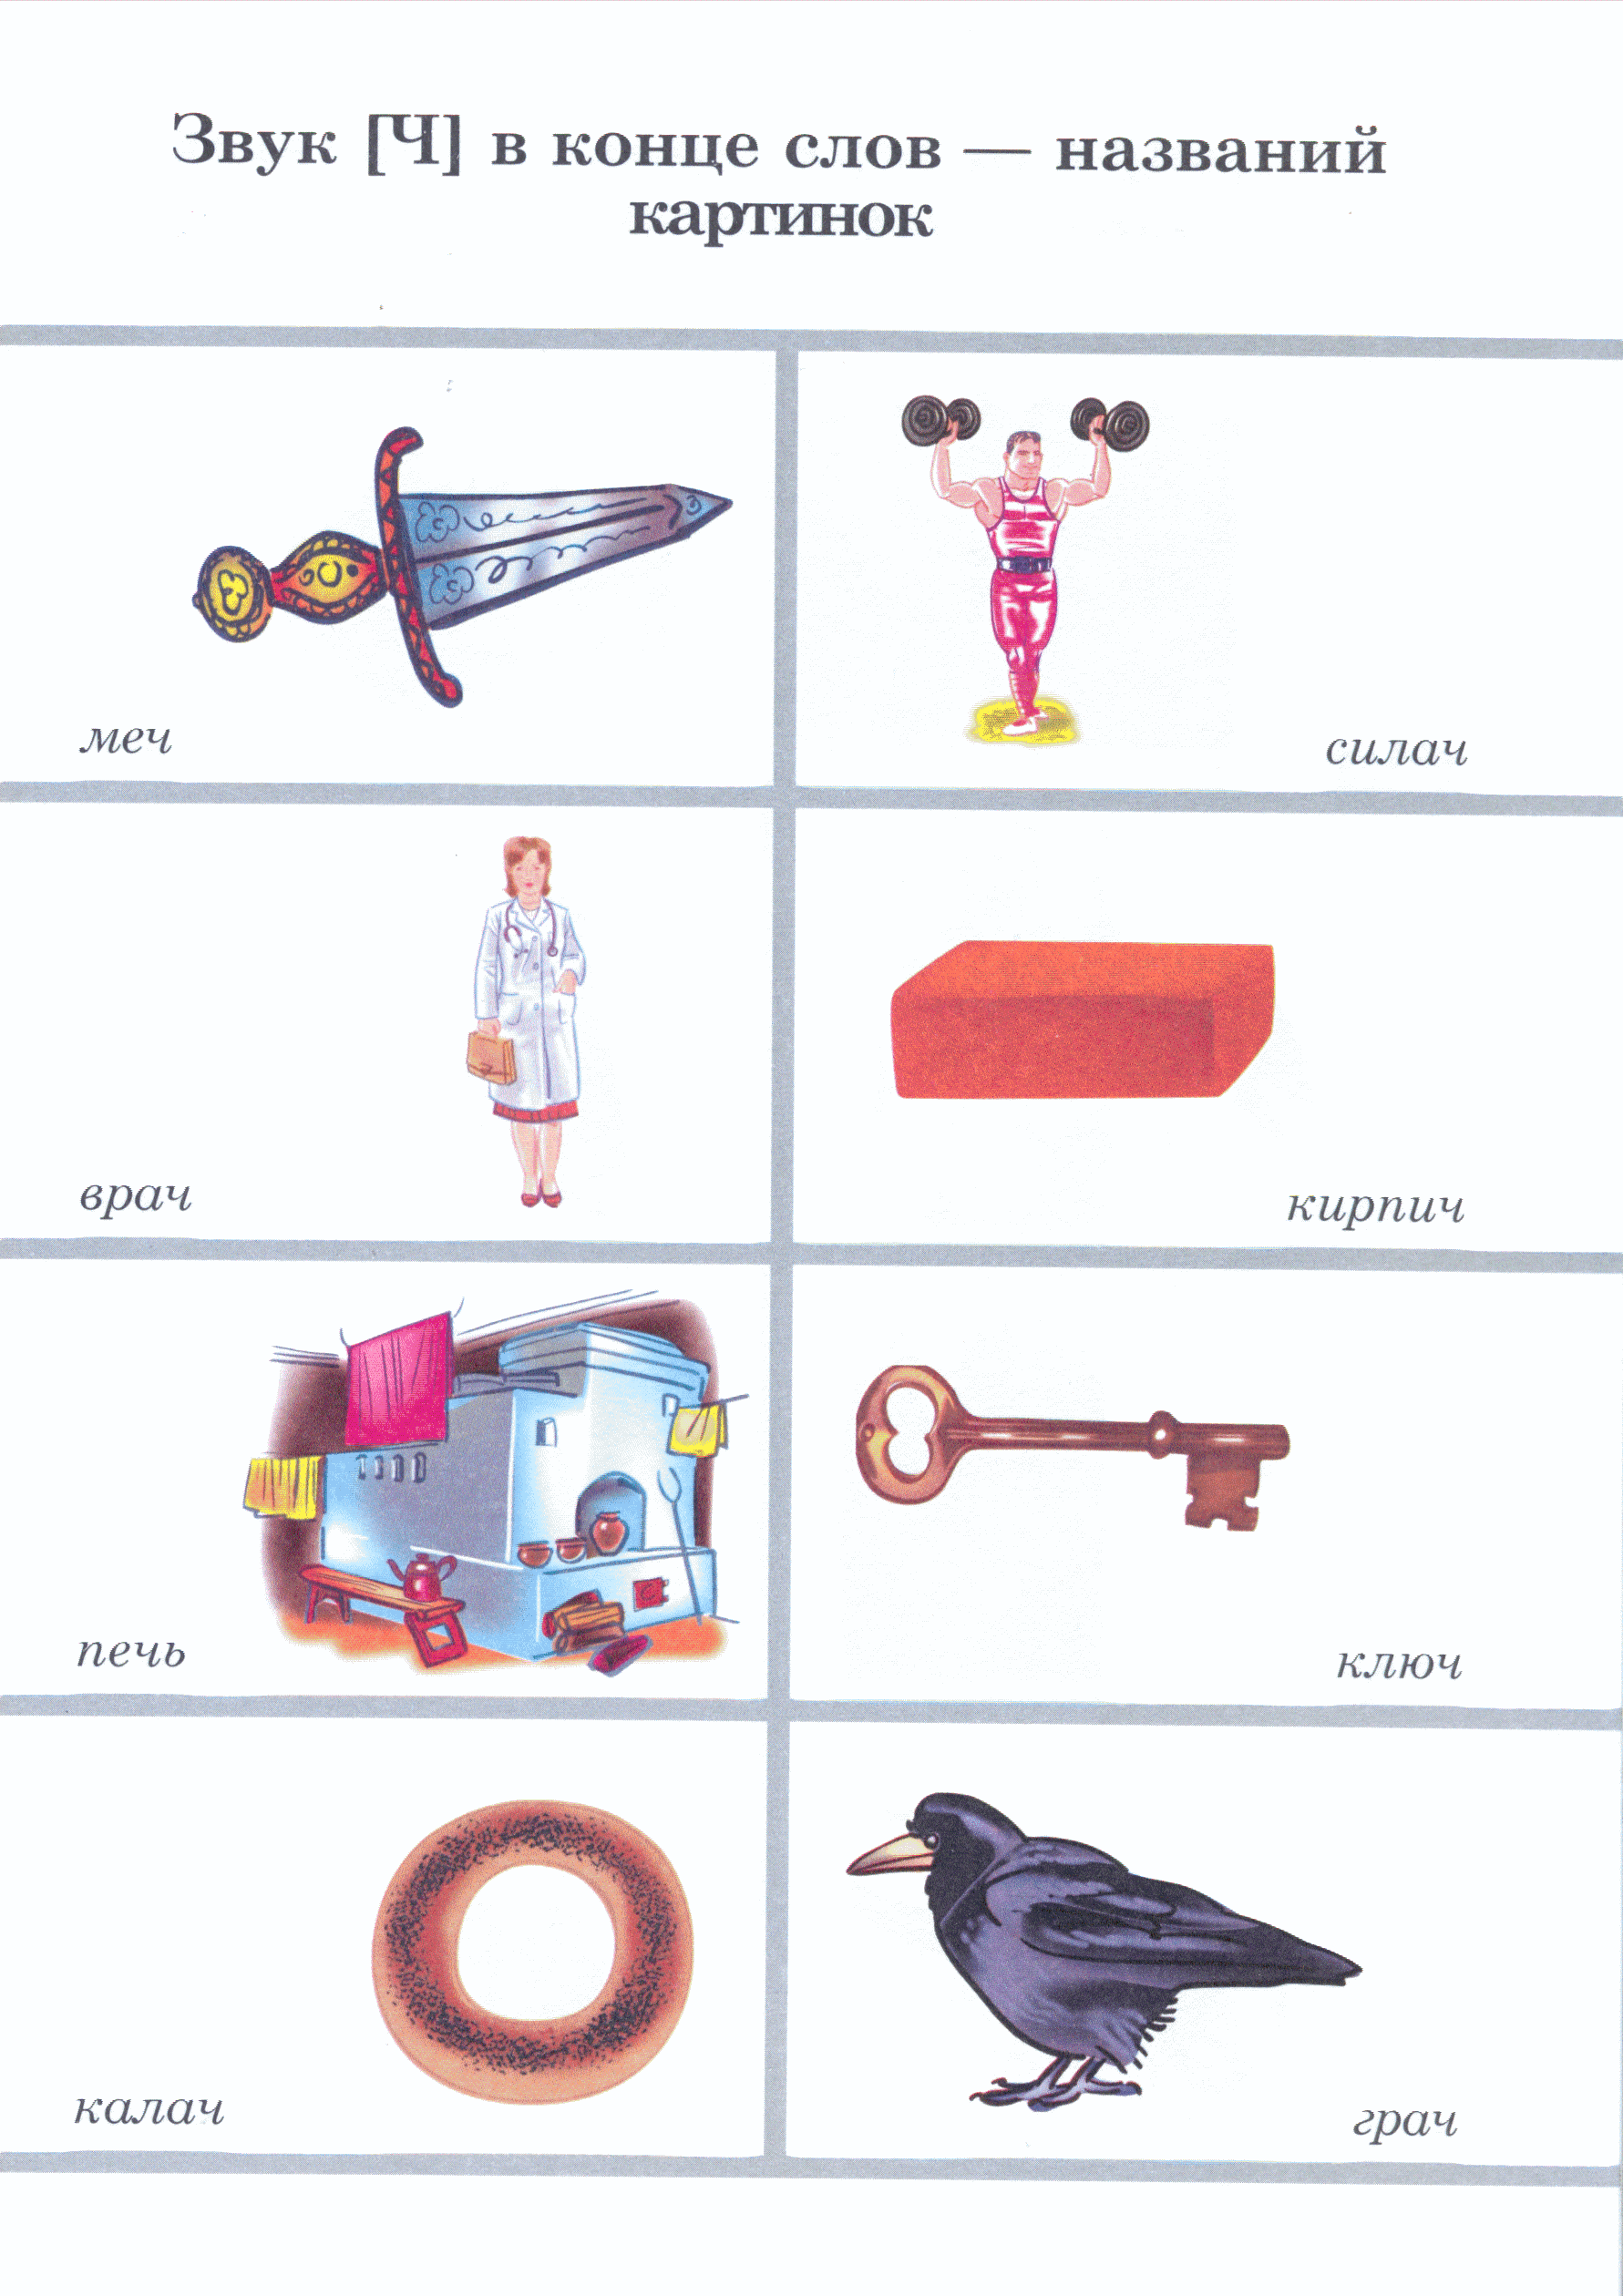 Звук [Ч] в конце слов — названий
картинок
меч
силач
врач
кирпич
печь
ключ
калач
грач